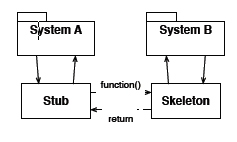 System A
System B
function()
Stub
Skeleton
return